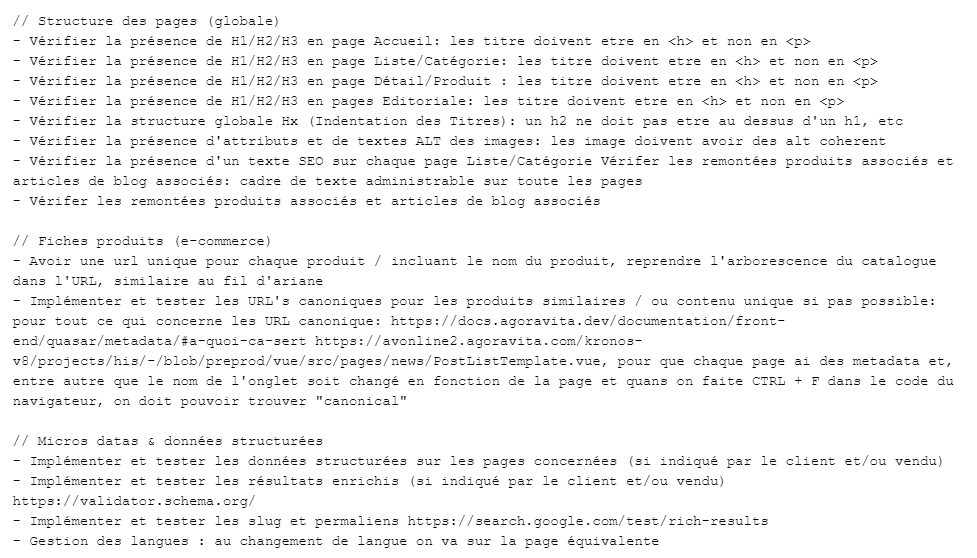 // Structure des pages (globale)
- Vérifier la présence de H1/H2/H3 en page Accueil: les titre doivent etre en <h> et non en <p>
- Vérifier la présence de H1/H2/H3 en page Liste/Catégorie: les titre doivent etre en <h> et non en <p>
- Vérifier la présence de H1/H2/H3 en page Détail/Produit : les titre doivent etre en <h> et non en <p>
- Vérifier la présence de H1/H2/H3 en pages Editoriale: les titre doivent etre en <h> et non en <p>
- Vérifier la structure globale Hx (Indentation des Titres): un h2 ne doit pas etre au dessus d'un h1, etc
- Vérifier la présence d'attributs et de textes ALT des images: les image doivent avoir des alt coherent
- Vérifier la présence d'un texte SEO sur chaque page Liste/Catégorie Vérifer les remontées produits associés et
articles de blog associés: cadre de texte administrable sur toute les pages
- Vérifer les remontées produits associés et articles de blog associés

// Fiches produits (e-commerce)
- Avoir une url unique pour chaque produit / incluant le nom du produit, reprendre l'arborescence du catalogue
dans l'URL, similaire au fil d'ariane
- Implémenter et tester les URL's canoniques pour les produits similaires / ou contenu unique si pas possible:
pour tout ce qui concerne les URL canonique: https://docs.agoravita.dev/documentation/front-
end/quasar/metadata/#a-quoi-ca-sert https://avonline2.agoravita.com/kronos-
v8/projects/his/-/blob/preprod/vue/src/pages/news/PostListTemplate.vue, pour que chaque page ai des metadata et,
entre autre que le nom de l'onglet soit changé en fonction de la page et quans on faite CTRL + F dans le code du
navigateur, on doit pouvoir trouver "canonical"

// Micros datas & données structurées
- Implémenter et tester les données structurées sur les pages concernées (si indiqué par le client et/ou vendu)
- Implémenter et tester les résultats enrichis (si indiqué par le client et/ou vendu)
https://validator.schema.org/
- Implémenter et tester les slug et permaliens https://search.google.com/test/rich-results
- Gestion des langues : au changement de langue on va sur la page équivalente